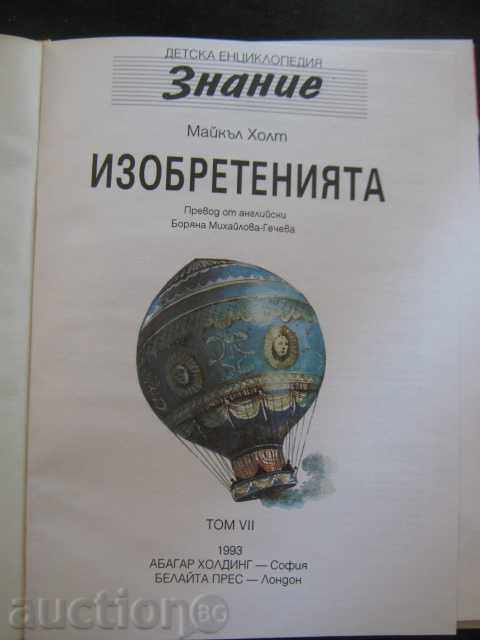 ДЕТСКА ЕНЦИКЛОПЕДИЯ
Знание
Майкъл Холт
ИЗОБРЕТЕНИЯТА
Превод от английски
Боряна Михайлова-Гечева
ТОМ VII
1993
АБАГАР ХОЛДИНГ — София
БЕЛАЙТА ПРЕС — Лондон
auction BG